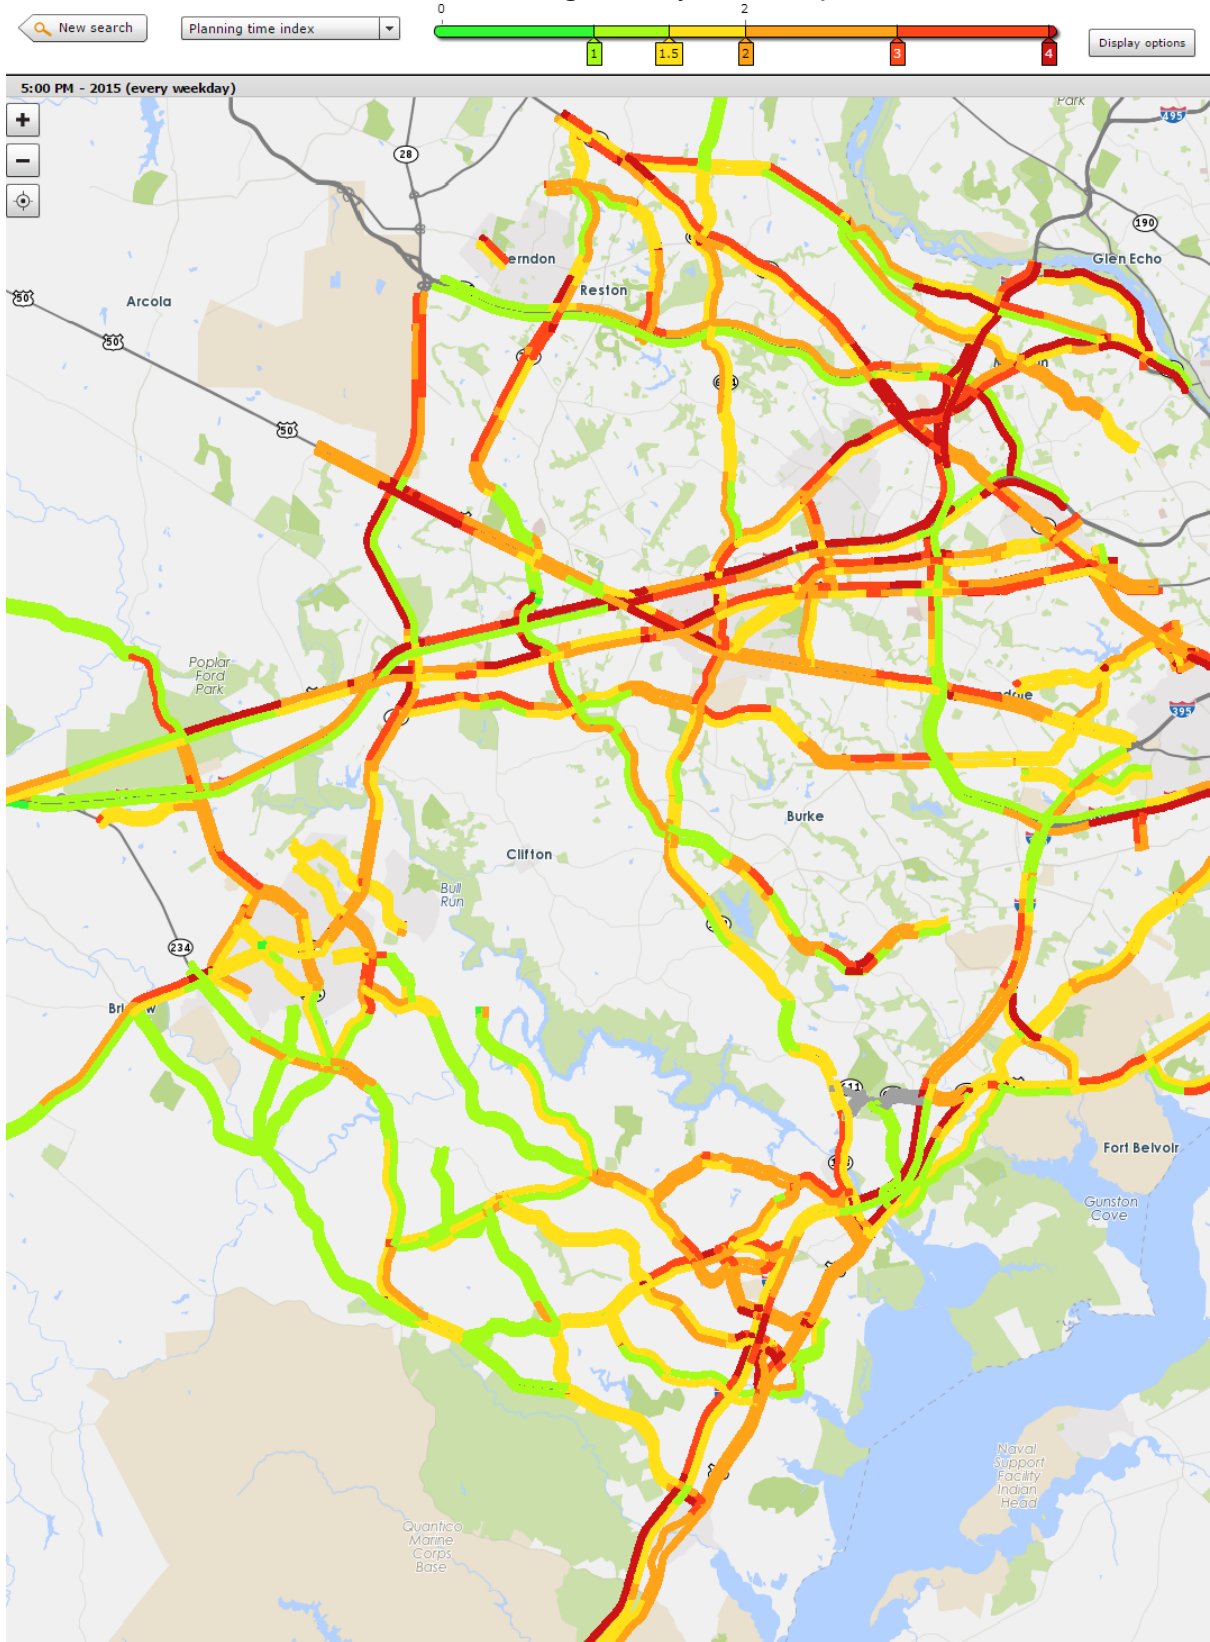 0
2
New search
Planning time index
1
1.5
2
3
4
Display options
5:00 PM - 2015 (every weekday)
+
−
Park
495
28
190
Glen Echo
erndon
50
Arcola
Reston
50
50
Poplar
Ford
Park
395
Burke
Clifton
Bull
Run
234
611
Fort Belvoir
Gunston
Cove
Naval
Support
Facility
Indian
Head
Quantico
Marine
Corps
Base